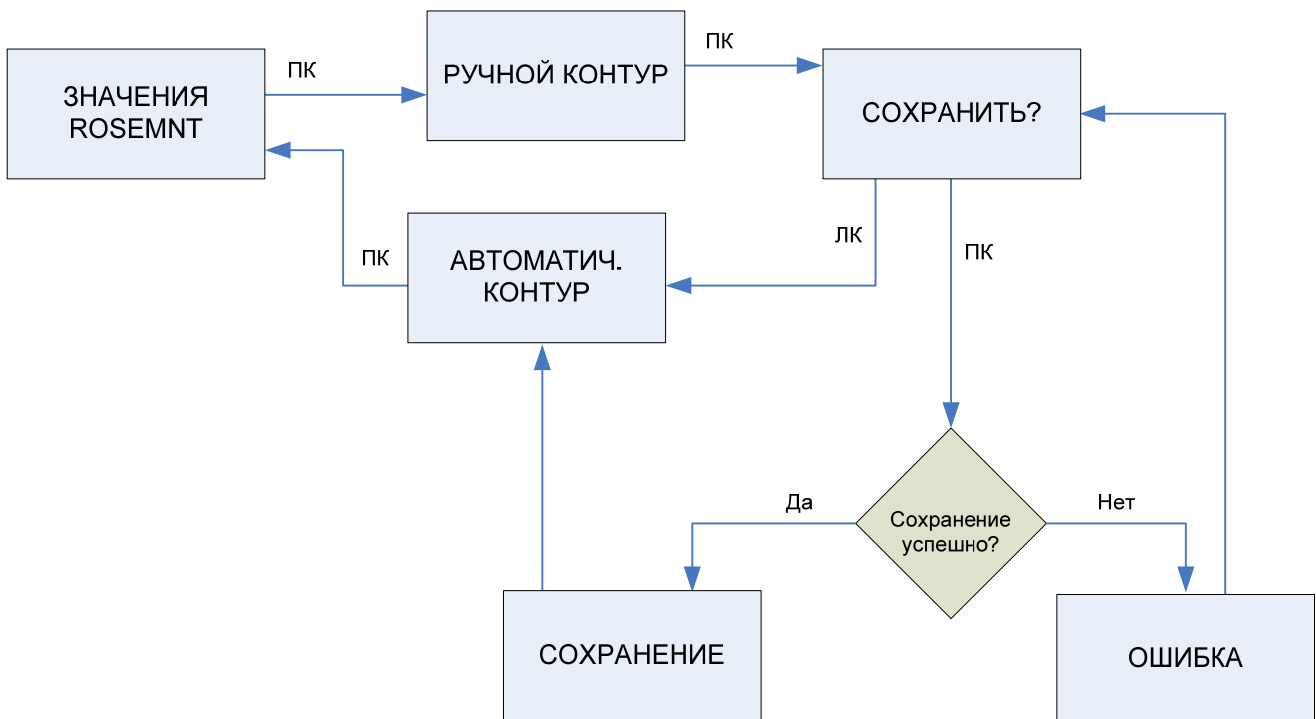 ЗНАЧЕНИЯ
ROSEMNT
ПК
РУЧНОЙ КОНТУР
ПК
СОХРАНИТЬ?
ПК
АВТОМАТИЧ.
КОНТУР
ЛК
ПК
Да
Сохранение
успешно?
Нет
СОХРАНЕНИЕ
ОШИБКА